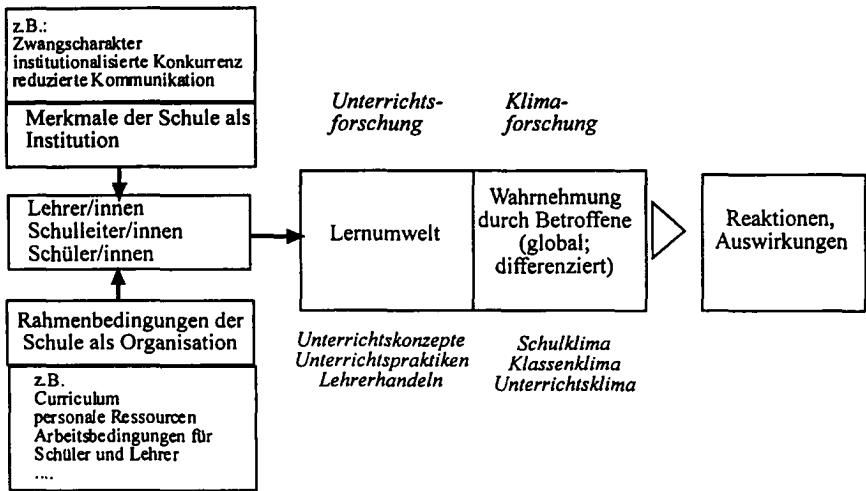 z.B.:
Zwangscharakter
institutionalisierte Konkurrenz
reduzierte Kommunikation
Merkmale der Schule als
Institution
Lehrer/innen
Schulleiter/innen
Schüler/innen
Rahmenbedingungen der
Schule als Organisation
z.B.
Curriculum
personale Ressourcen
Arbeitsbedingungen für
Schüler und Lehrer
....
Unterrichts-
forschung
Lernumwelt
Unterrichtskonzepte
Unterrichtspraktiken
Lehrerhandeln
Klima-
forschung
Wahrnehmung
durch Betroffene
(global;
differenziert)
Schulklima
Klassenklima
Unterrichtsklima
Reaktionen,
Auswirkungen